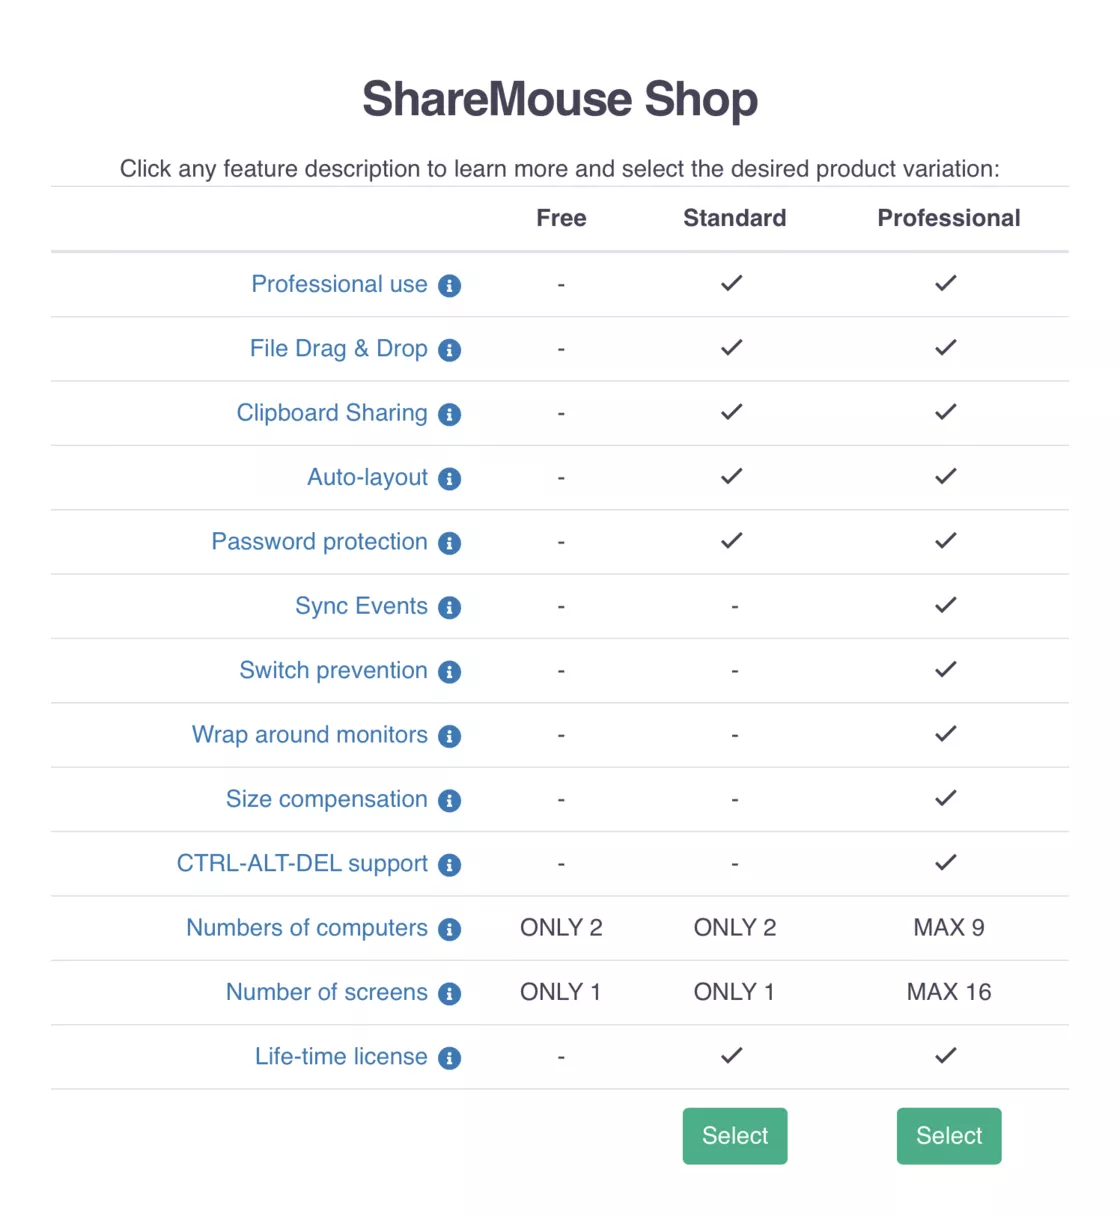 ShareMouse Shop
Click any feature description to learn more and select the desired product variation:
Free Standard Professional
Professional use - ✓ ✓
File Drag & Drop - ✓ ✓
Clipboard Sharing - ✓ ✓
Auto-layout - ✓ ✓
Password protection - ✓ ✓
Sync Events - - ✓
Switch prevention - - ✓
Wrap around monitors - - ✓
Size compensation - - ✓
CTRL-ALT-DEL support - - ✓
Numbers of computers ONLY 2 ONLY 2 MAX 9
Number of screens ONLY 1 ONLY 1 MAX 16
Life-time license - ✓ ✓
Select Select